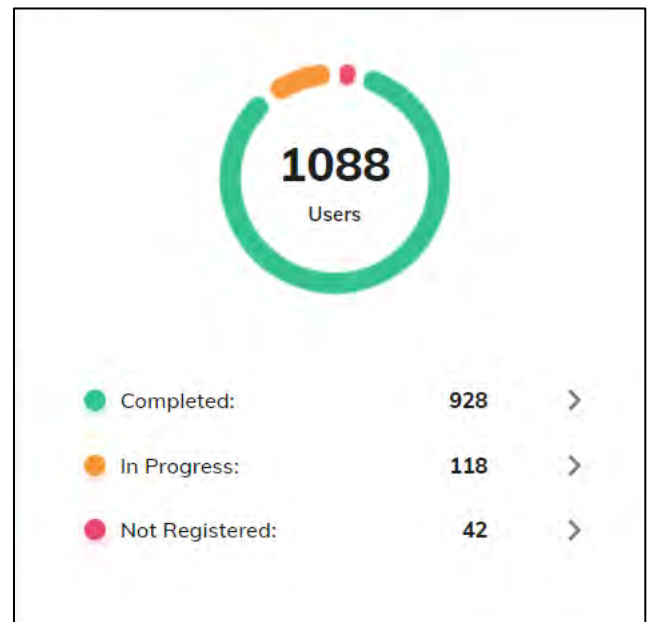 1088
Users
Completed: 928
In Progress: 118
Not Registered: 42